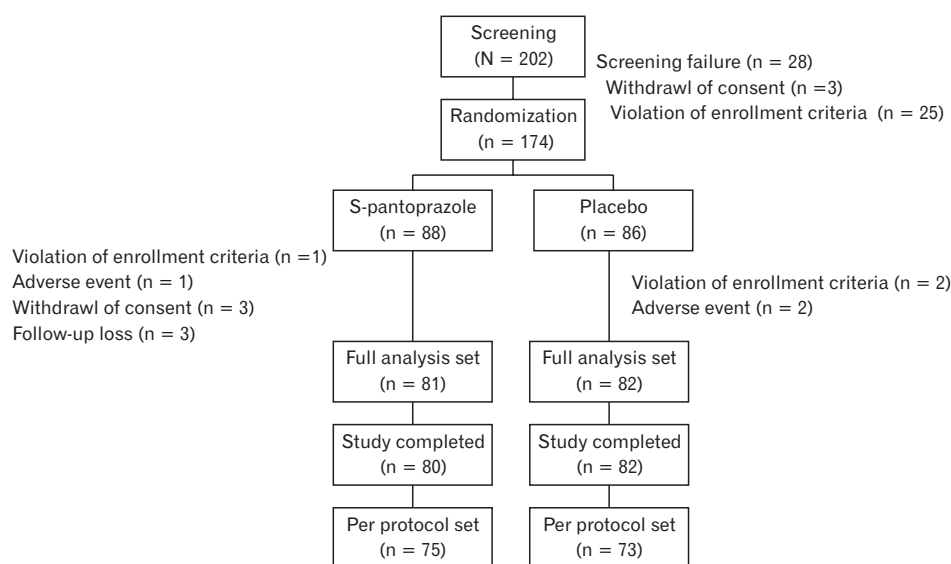 Screening
(N = 202)
Screening failure (n = 28)
Withdrawl of consent (n =3)
Violation of enrollment criteria (n = 25)
Randomization
(n = 174)
S-pantoprazole
(n = 88)
Placebo
(n = 86)
Violation of enrollment criteria (n =1)
Adverse event (n = 1)
Withdrawl of consent (n = 3)
Follow-up loss (n = 3)
Violation of enrollment criteria (n = 2)
Adverse event (n = 2)
Full analysis set
(n = 81)
Full analysis set
(n = 82)
Study completed
(n = 80)
Study completed
(n = 82)
Per protocol set
(n = 75)
Per protocol set
(n = 73)